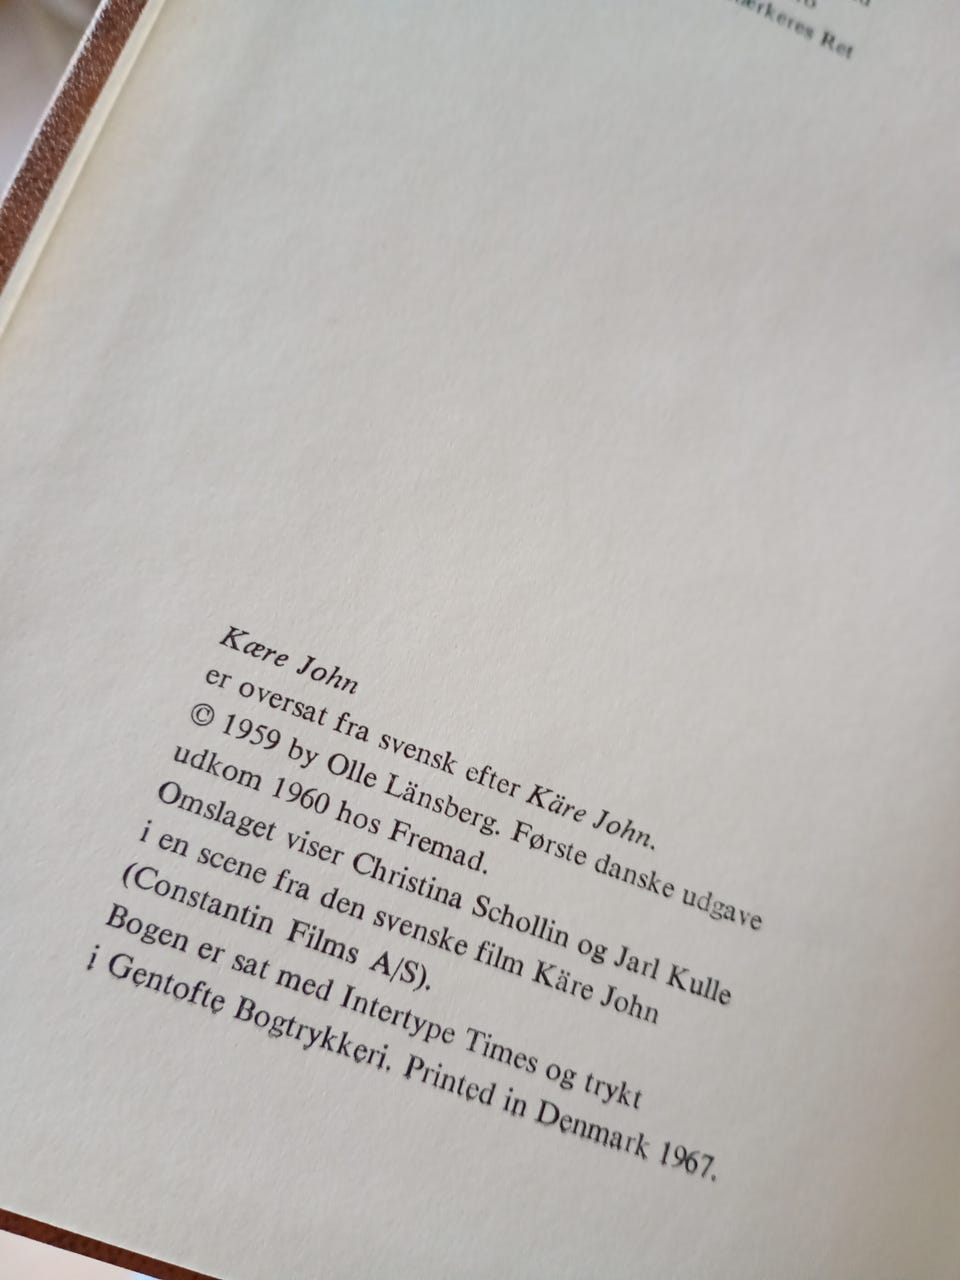 Ret
Kære John
er oversat fra svensk efter Käre John.
© 1959 by Olle Länsberg. Første danske udgave
udkom 1960 hos Fremad.
Omslaget viser Christina Schollin og Jarl Kulle
i en scene fra den svenske film Käre John
(Constantin Films A/S).
Bogen er sat med Intertype Times og trykt
i Gentofte Bogtrykkeri. Printed in Denmark 1967.